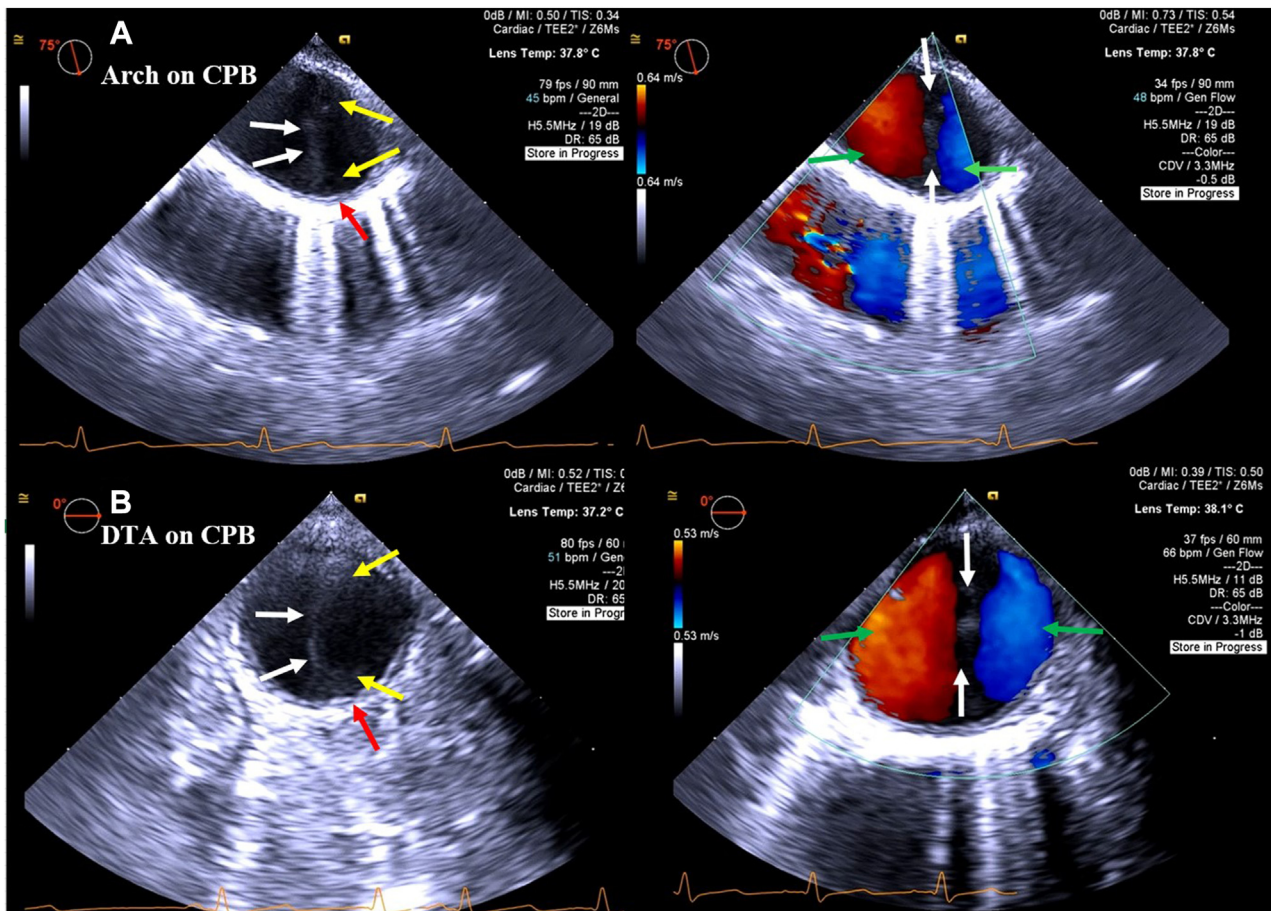 A
Arch on CPB
75°
0dB / MI: 0.50 / TIS: 0.34
Cardiac / TEE2* / Z6Ms
Lens Temp: 37.8° C
79 fps / 90 mm
45 bpm / General
---2D---
H5.5MHz / 19 dB
DR: 65 dB
Store in Progress
75°
0.64 m/s
0.64 m/s
0dB / MI: 0.73 / TIS: 0.54
Cardiac / TEE2* / Z6Ms
Lens Temp: 37.8° C
34 fps / 90 mm
48 bpm / Gen Flow
---2D---
H5.5MHz / 19 dB
DR: 65 dB
---Color---
CDV / 3.3MHz
-0.5 dB
Store in Progress
B
DTA on CPB
0°
0dB / MI: 0.52 / TIS:
Cardiac / TEE2* / Z6
Lens Temp: 37.2° C
80 fps / 60
51 bpm / Gen
---2
H5.5MHz / 20
DR: 65
Store in Progr
0°
0.53 m/s
0.53 m/s
0dB / MI: 0.39 / TIS: 0.50
Cardiac / TEE2* / Z6Ms
Lens Temp: 38.1° C
37 fps / 60 mm
66 bpm / Gen Flow
---2D---
H5.5MHz / 11 dB
DR: 65 dB
---Color---
CDV / 3.3MHz
-1 dB
Store in Progress